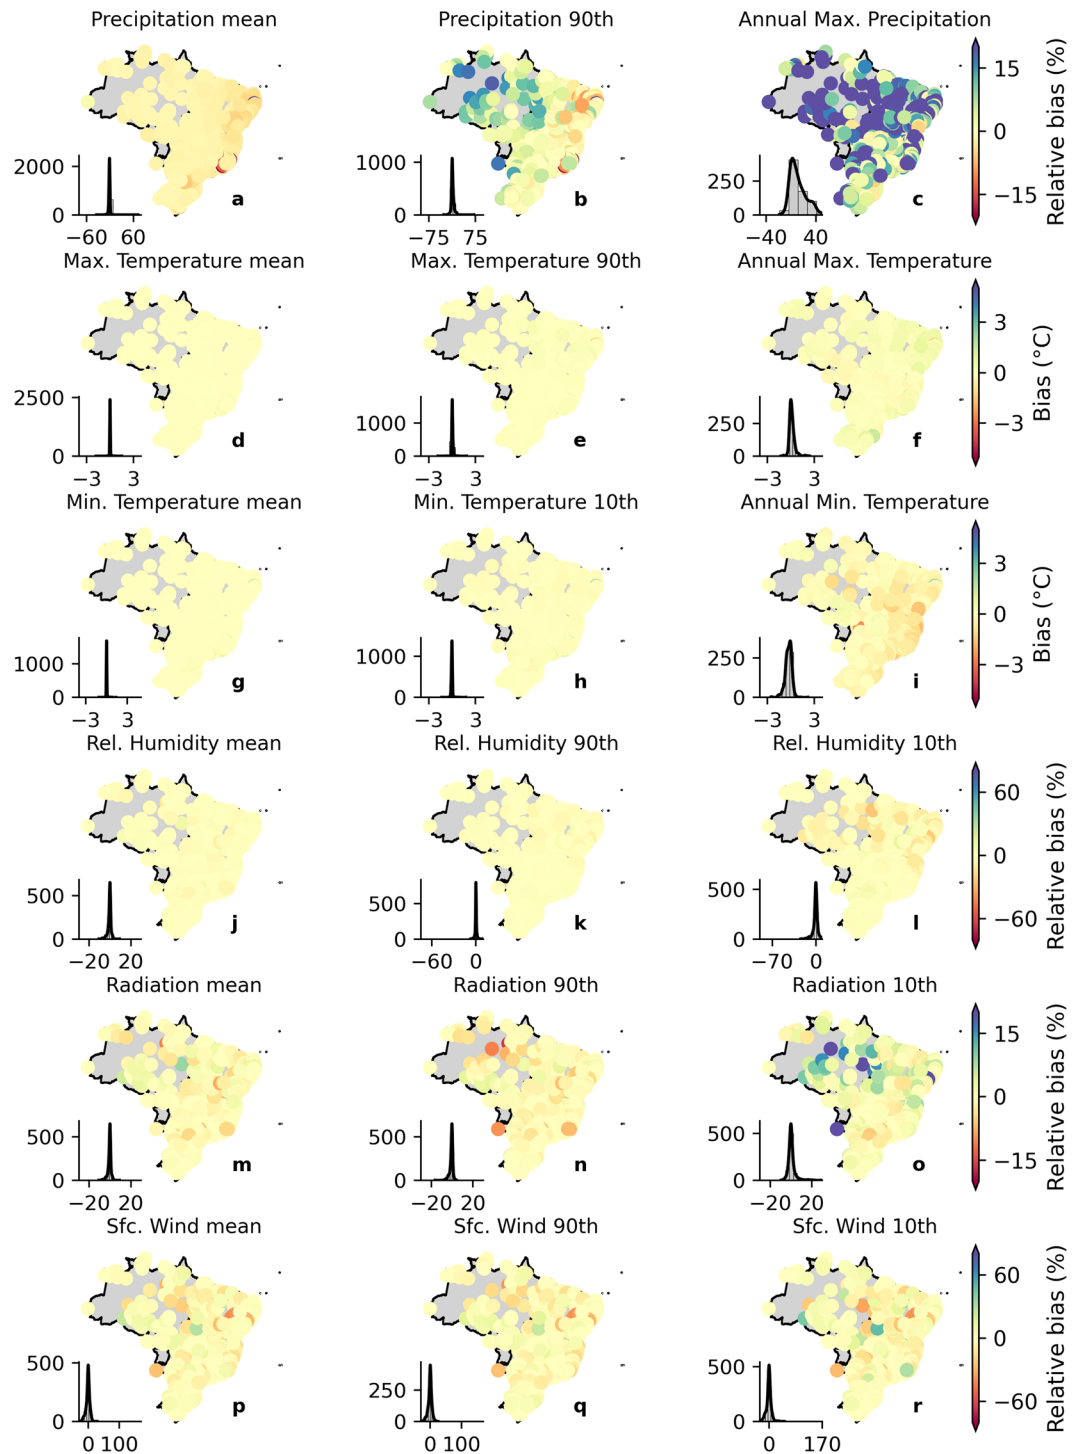 Precipitation mean
Precipitation 90th
Annual Max. Precipitation
2000
0
−60 60
a
1000
0
−75 75
b
250
0
−40 40
c
15
0
−15
Relative bias (%)
Max. Temperature mean
Max. Temperature 90th
Annual Max. Temperature
2500
0
−3 3
d
1000
0
−3 3
e
250
0
−3 3
f
3
0
−3
Bias (°C)
Min. Temperature mean
Min. Temperature 10th
Annual Min. Temperature
1000
0
−3 3
g
1000
0
−3 3
h
250
0
−3 3
i
3
0
−3
Bias (°C)
Rel. Humidity mean
Rel. Humidity 90th
Rel. Humidity 10th
500
0
−20 20
j
500
0
−60 0
k
500
0
−70 0
l
60
0
−60
Relative bias (%)
Radiation mean
Radiation 90th
Radiation 10th
500
0
−20 20
m
500
0
−20 20
n
500
0
−20 20
o
15
0
−15
Relative bias (%)
Sfc. Wind mean
Sfc. Wind 90th
Sfc. Wind 10th
500
0
0 100
p
250
0
0 100
q
500
0
0 170
r
60
0
−60
Relative bias (%)